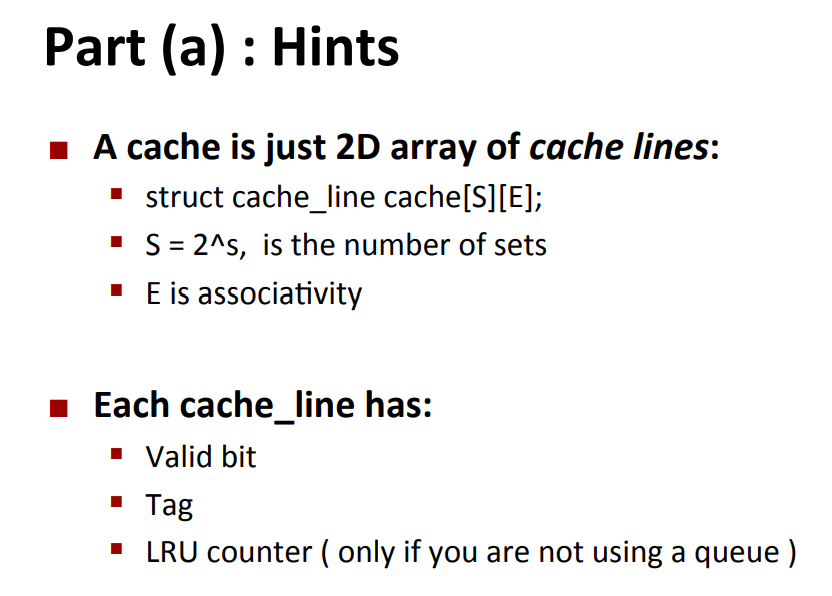 Part (a) : Hints
A cache is just 2D array of cache lines:
struct cache_line cache[S][E];
S = 2^s, is the number of sets
E is associativity
Each cache_line has:
Valid bit
Tag
LRU counter ( only if you are not using a queue )